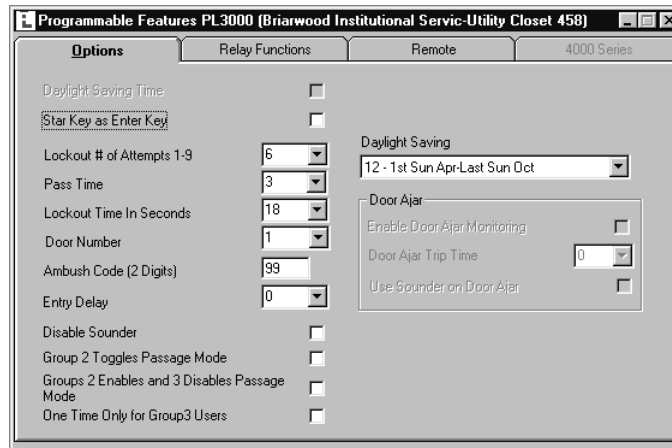 Programmable Features PL3000 (Briarwood Institutional Servic-Utility Closet 458)
Options
Relay Functions
Remote
4000 Series
Daylight Saving Time
Star Key as Enter Key
Lockout # of Attempts 1-9
6
Pass Time
3
Lockout Time In Seconds
18
Door Number
1
Ambush Code (2 Digits)
99
Entry Delay
0
Disable Sounder
Group 2 Toggles Passage Mode
Groups 2 Enables and 3 Disables Passage
Mode
One Time Only for Group3 Users
Daylight Saving
12 - 1st Sun Apr-Last Sun Oct
Door Ajar
Enable Door Ajar Monitoring
Door Ajar Trip Time
0
Use Sounder on Door Ajar